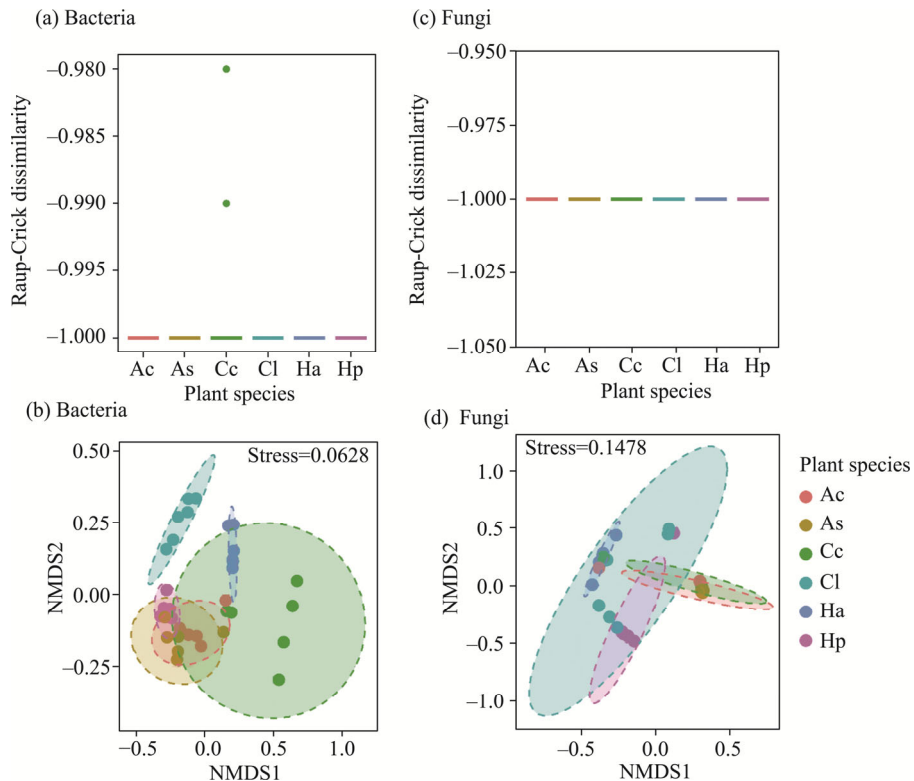 (a) Bacteria
−0.980
−0.985
−0.990
−0.995
−1.000
Raup-Crick dissimilarity
Ac As Cc Cl Ha Hp
Plant species
(c) Fungi
−0.950
−0.975
−1.000
−1.025
−1.050
Raup-Crick dissimilarity
Ac As Cc Cl Ha Hp
Plant species
(b) Bacteria
Stress=0.0628
0.50
0.25
0.00
−0.25
NMDS2
−0.5 0.0 0.5 1.0
NMDS1
(d) Fungi
Stress=0.1478
1.0
0.5
0.0
−0.5
−1.0
NMDS2
−0.5 0.0 0.5
NMDS1
Plant species
Ac
As
Cc
Cl
Ha
Hp